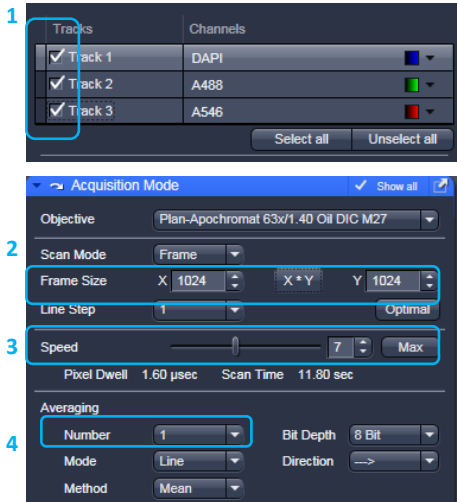 1
Tracks Channels
Track 1 DAPI
Track 2 A488
Track 3 A546
Select all Unselect all
Acquisition Mode Show all
Objective Plan-Apochromat 63x/1.40 Oil DIC M27
2
Scan Mode Frame
Frame Size X 1024 X * Y Y 1024
Line Step 1 Optimal
3
Speed 7 Max
Pixel Dwell 1.60 µsec Scan Time 11.80 sec
Averaging
4
Number 1 Bit Depth 8 Bit
Mode Line Direction --->
Method Mean